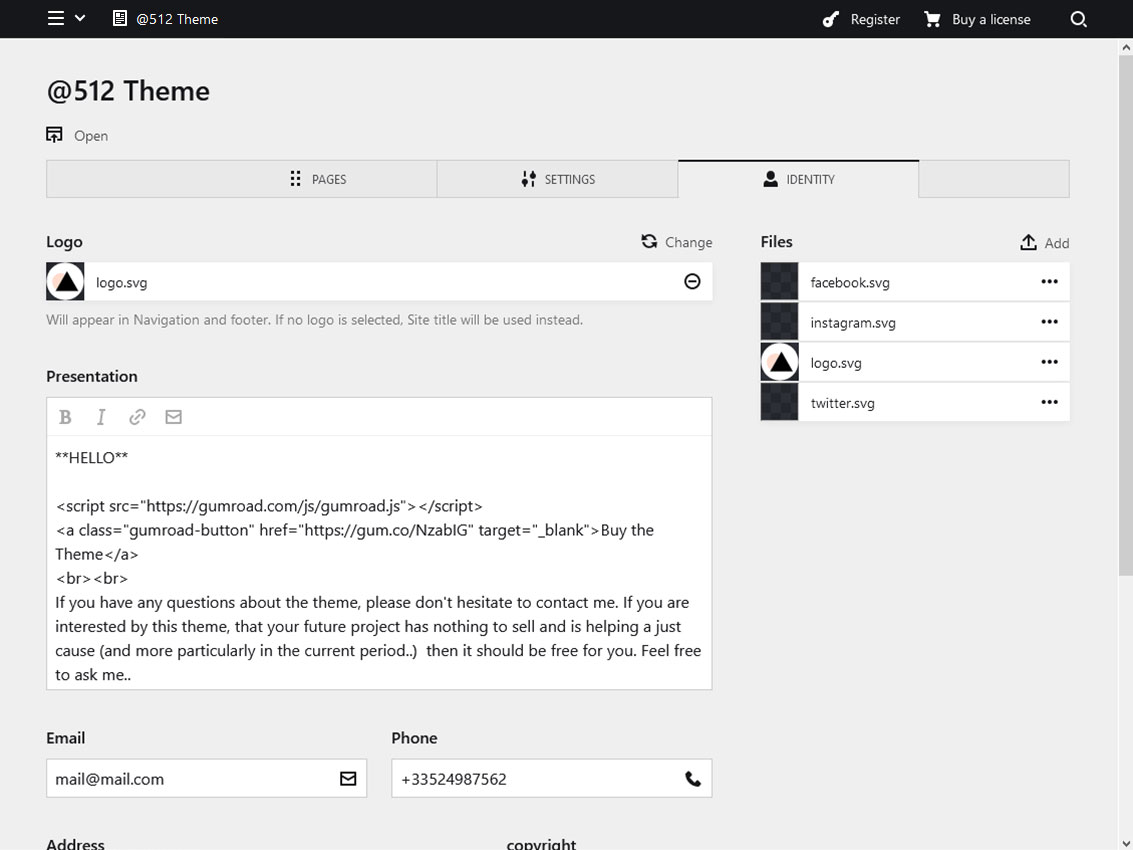 @512 Theme
Register
Buy a license
@512 Theme
Open
PAGES
SETTINGS
IDENTITY
Logo
Change
logo.svg
Will appear in Navigation and footer. If no logo is selected, Site title will be used instead.
Files
Add
facebook.svg
instagram.svg
logo.svg
twitter.svg
Presentation
B I
**HELLO**
<script src="https://gumroad.com/js/gumroad.js"></script>
<a class="gumroad-button" href="https://gum.co/NzabIG" target="_blank">Buy the
Theme</a>
<br><br>
If you have any questions about the theme, please don't hesitate to contact me. If you are
interested by this theme, that your future project has nothing to sell and is helping a just
cause (and more particularly in the current period..)  then it should be free for you. Feel free
to ask me..
Email
Phone
mail@mail.com
+33524987562
Address
copyright